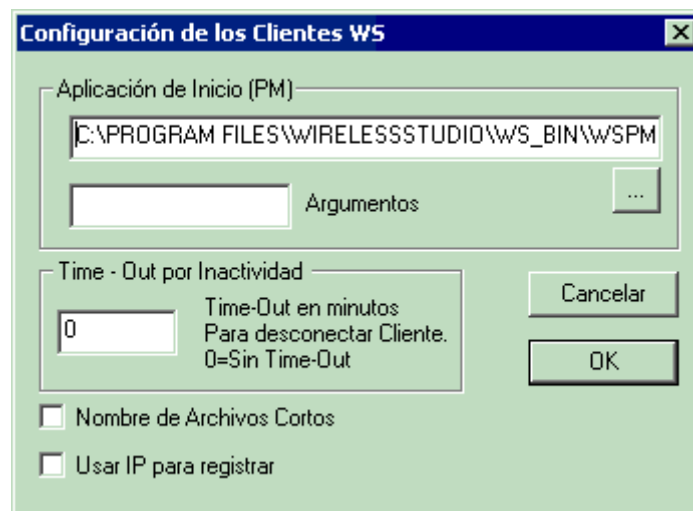 Configuración de los Clientes WS
Aplicación de Inicio (PM)
C:\PROGRAM FILES\WIRELESSSTUDIO\WS_BIN\WSPM
...
Argumentos
Time - Out por Inactividad
0
Time-Out en minutos
Para desconectar Cliente.
0=Sin Time-Out
Cancelar
OK
Nombre de Archivos Cortos
Usar IP para registrar